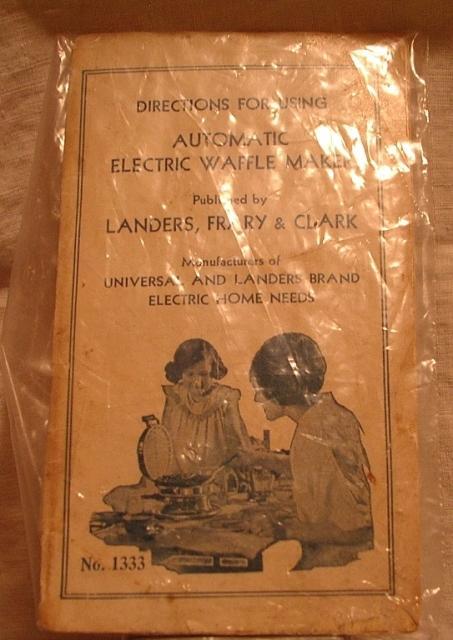 DIRECTIONS FOR USING
AUTOMATIC
ELECTRIC WAFFLE MAKER
Published by
LANDERS, FRARY & CLARK
Manufacturers of
UNIVERSAL AND LANDERS BRAND
ELECTRIC HOME NEEDS
No. 1333